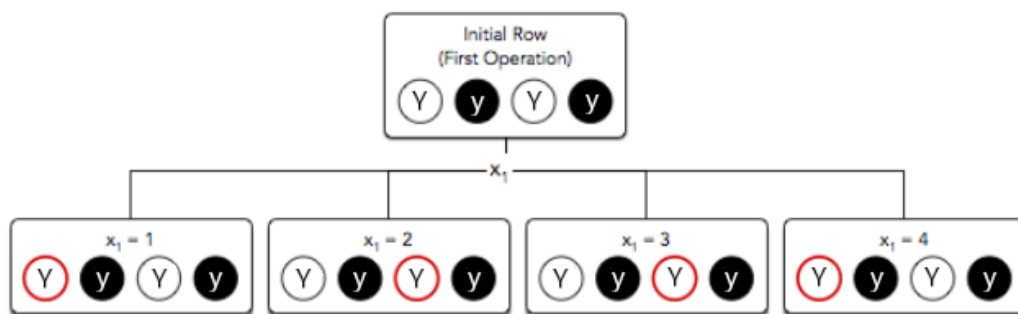 Initial Row
(First Operation)
Y y Y y
x₁
x₁ = 1
Y y Y y
x₁ = 2
Y y Y y
x₁ = 3
Y y Y y
x₁ = 4
Y y Y y